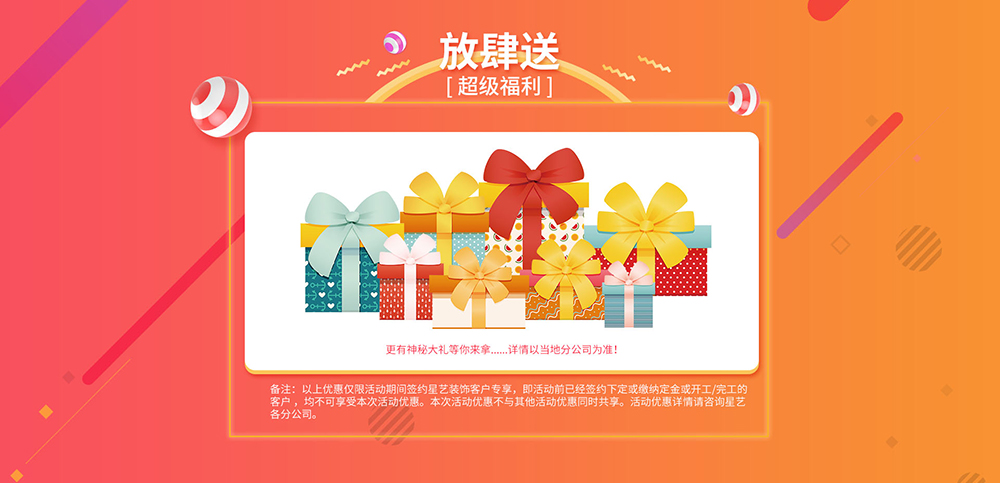 放肆送
[ 超级福利 ]
更有神秘大礼等你来拿......详情以当地分公司为准!
备注：以上优惠仅限活动期间签约星艺装饰客户专享，即活动前已经签约下定或缴纳定金或开工/完工的
客户，均不可享受本次活动优惠。本次活动优惠不与其他活动优惠同时共享。活动优惠详情请咨询星艺
各分公司。